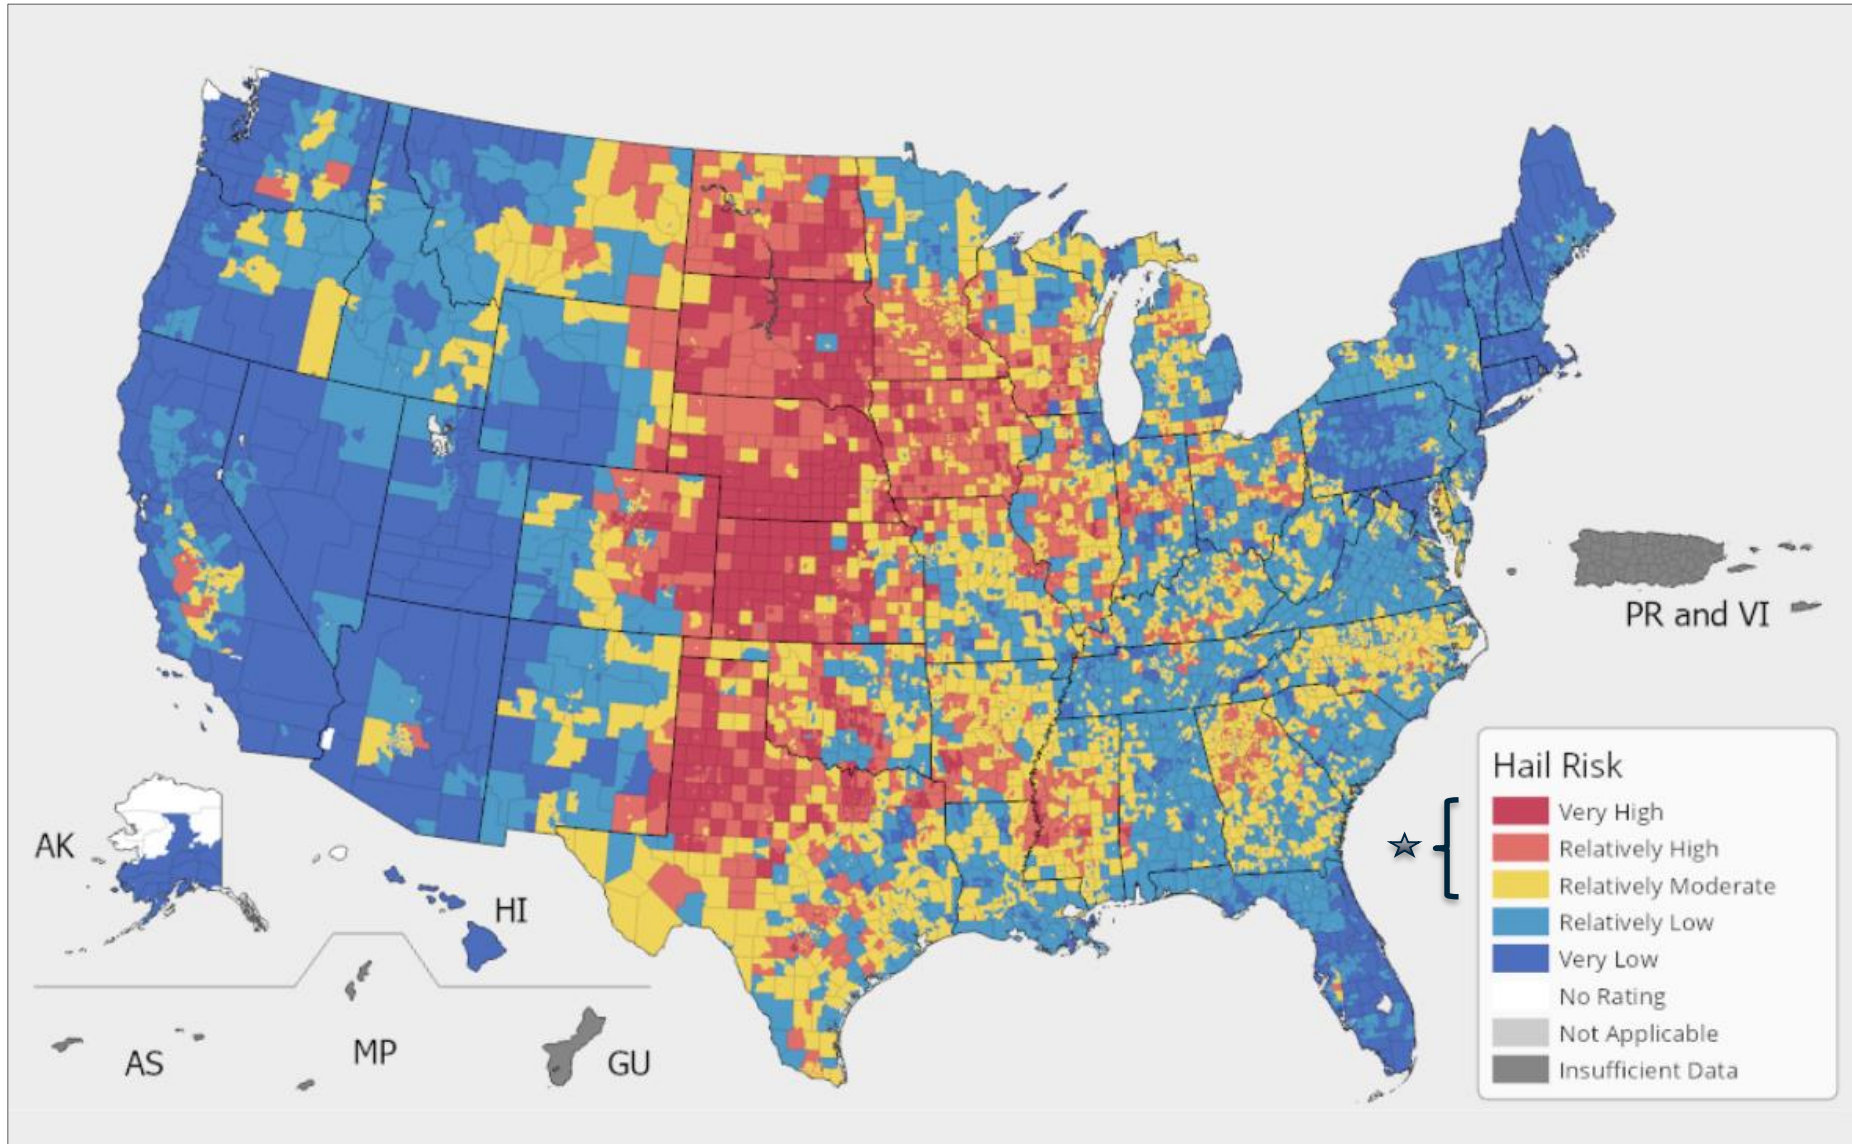 PR and VI
Hail Risk
Very High
Relatively High
Relatively Moderate
Relatively Low
Very Low
No Rating
Not Applicable
Insufficient Data
AK
HI
AS
MP
GU